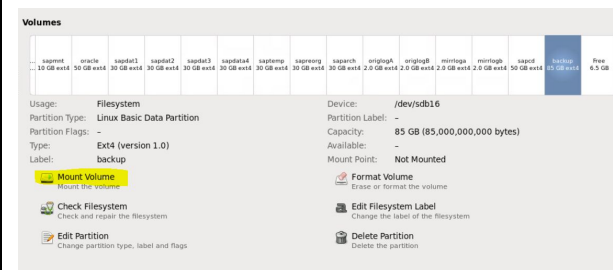 Volumes
... sapmnt oracle sapdat1 sapdat2 sapdat3 sapdata4 saptemp sapreorg saparch origlogA origlogB mirrloga mirrlogb sapcd backup Free
... 10 GB ext4 50 GB ext4 30 GB ext4 30 GB ext4 30 GB ext4 30 GB ext4 30 GB ext4 30 GB ext4 30 GB ext4 2.0 GB ext4 2.0 GB ext4 2.0 GB ext4 2.0 GB ext4 50 GB ext4 85 GB ext4 6.5 GB
Usage: Filesystem Device: /dev/sdb16
Partition Type: Linux Basic Data Partition Partition Label: –
Partition Flags: – Capacity: 85 GB (85,000,000,000 bytes)
Type: Ext4 (version 1.0) Available: –
Label: backup Mount Point: Not Mounted
Mount Volume Format Volume
Mount the volume Erase or format the volume
Check Filesystem Edit Filesystem Label
Check and repair the filesystem Change the label of the filesystem
Edit Partition Delete Partition
Change partition type, label and flags Delete the partition